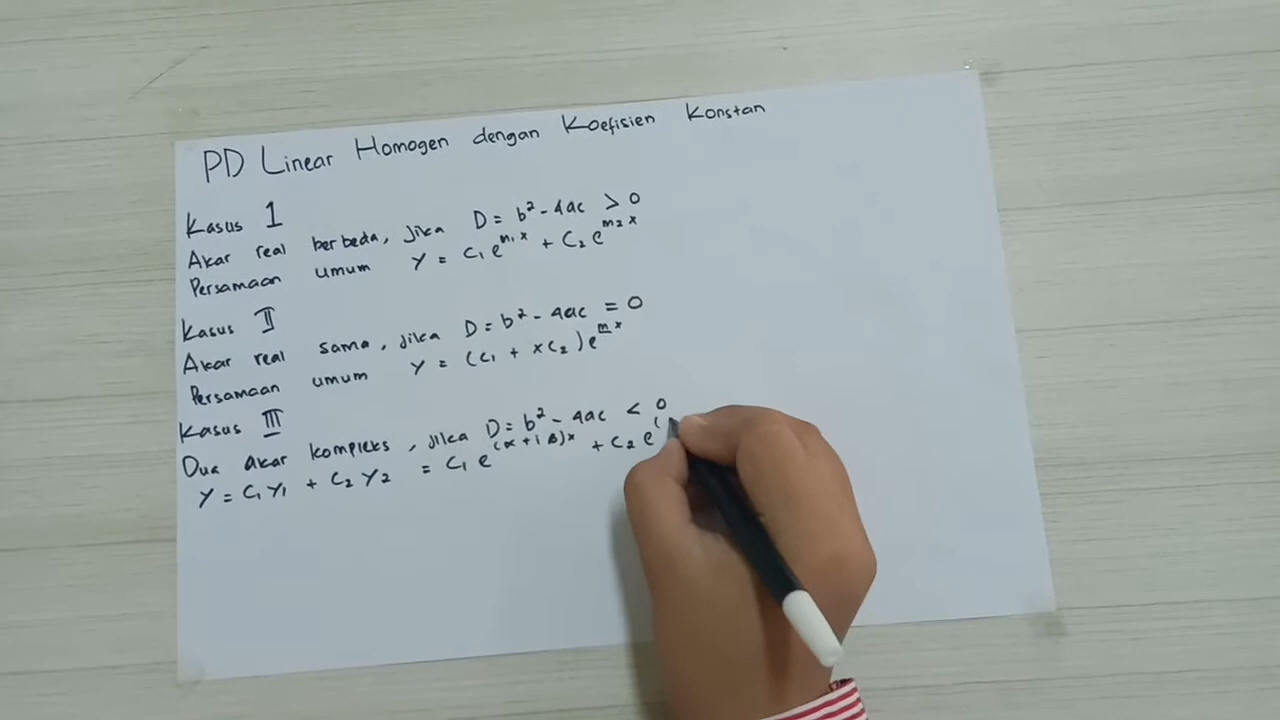 PD Linear Homogen dengan Koefisien Konstan
Kasus I
Akar real berbeda, jika D = b² - 4ac > 0
Persamaan umum y = C₁e^m₁x + C₂e^m₂x
Kasus II
Akar real sama, jika D = b² - 4ac = 0
Persamaan umum y = (C₁ + xC₂)e^mx
Kasus III
Dua akar kompleks, jika D = b² - 4ac < 0
y = C₁y₁ + C₂y₂ = C₁e^(α + iβ)x + C₂e^(